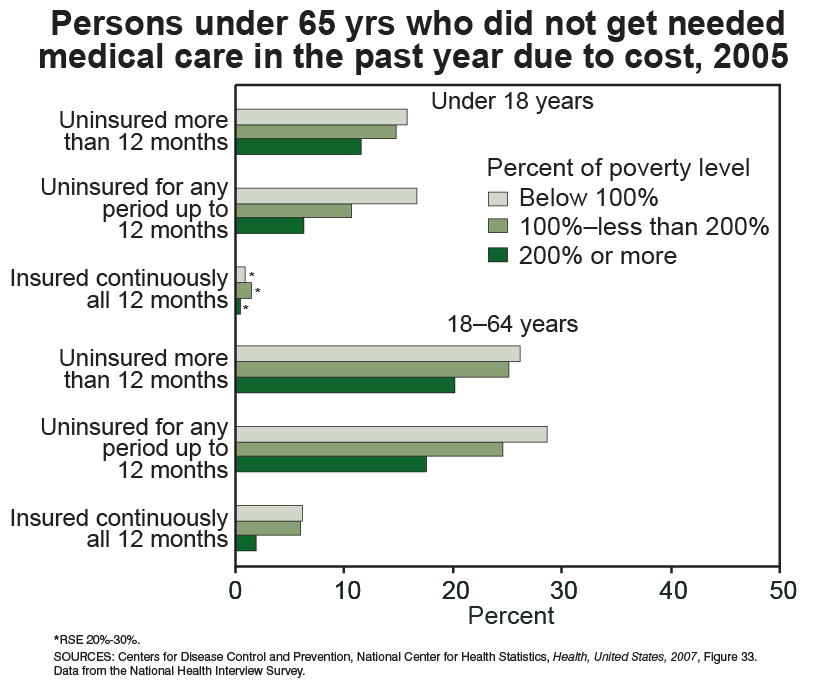 Persons under 65 yrs who did not get needed
medical care in the past year due to cost, 2005
Under 18 years
Uninsured more
than 12 months
Uninsured for any
period up to
12 months
Insured continuously
all 12 months
*
*
*
Percent of poverty level
Below 100%
100%–less than 200%
200% or more
18–64 years
Uninsured more
than 12 months
Uninsured for any
period up to
12 months
Insured continuously
all 12 months
0 10 20 30 40 50
Percent
*RSE 20%-30%.
SOURCES: Centers for Disease Control and Prevention, National Center for Health Statistics, Health, United States, 2007, Figure 33.
Data from the National Health Interview Survey.